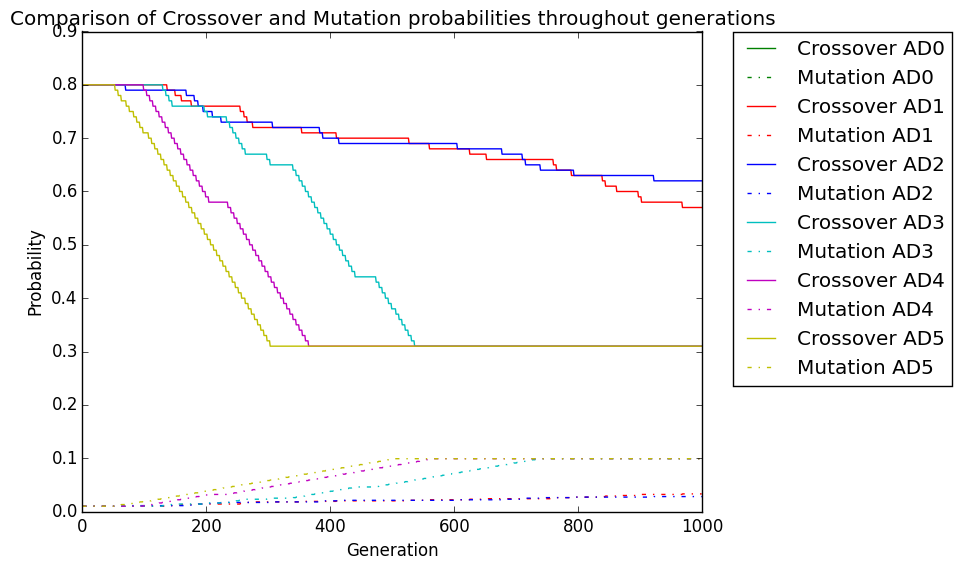 Comparison of Crossover and Mutation probabilities throughout generations
0.9
0.8
0.7
0.6
0.5
0.4
0.3
0.2
0.1
0.0
Probability
0
200
400
600
800
1000
Generation
Crossover AD0
Mutation AD0
Crossover AD1
Mutation AD1
Crossover AD2
Mutation AD2
Crossover AD3
Mutation AD3
Crossover AD4
Mutation AD4
Crossover AD5
Mutation AD5